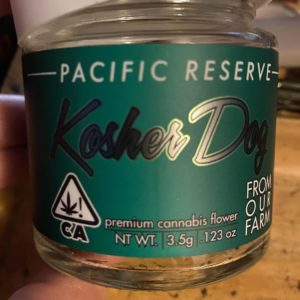 PACIFIC RESERVE
Kosher Dog
!
CA
premium cannabis flower
NT WT. 3.5g .123 oz
FROM
OUR
FARM